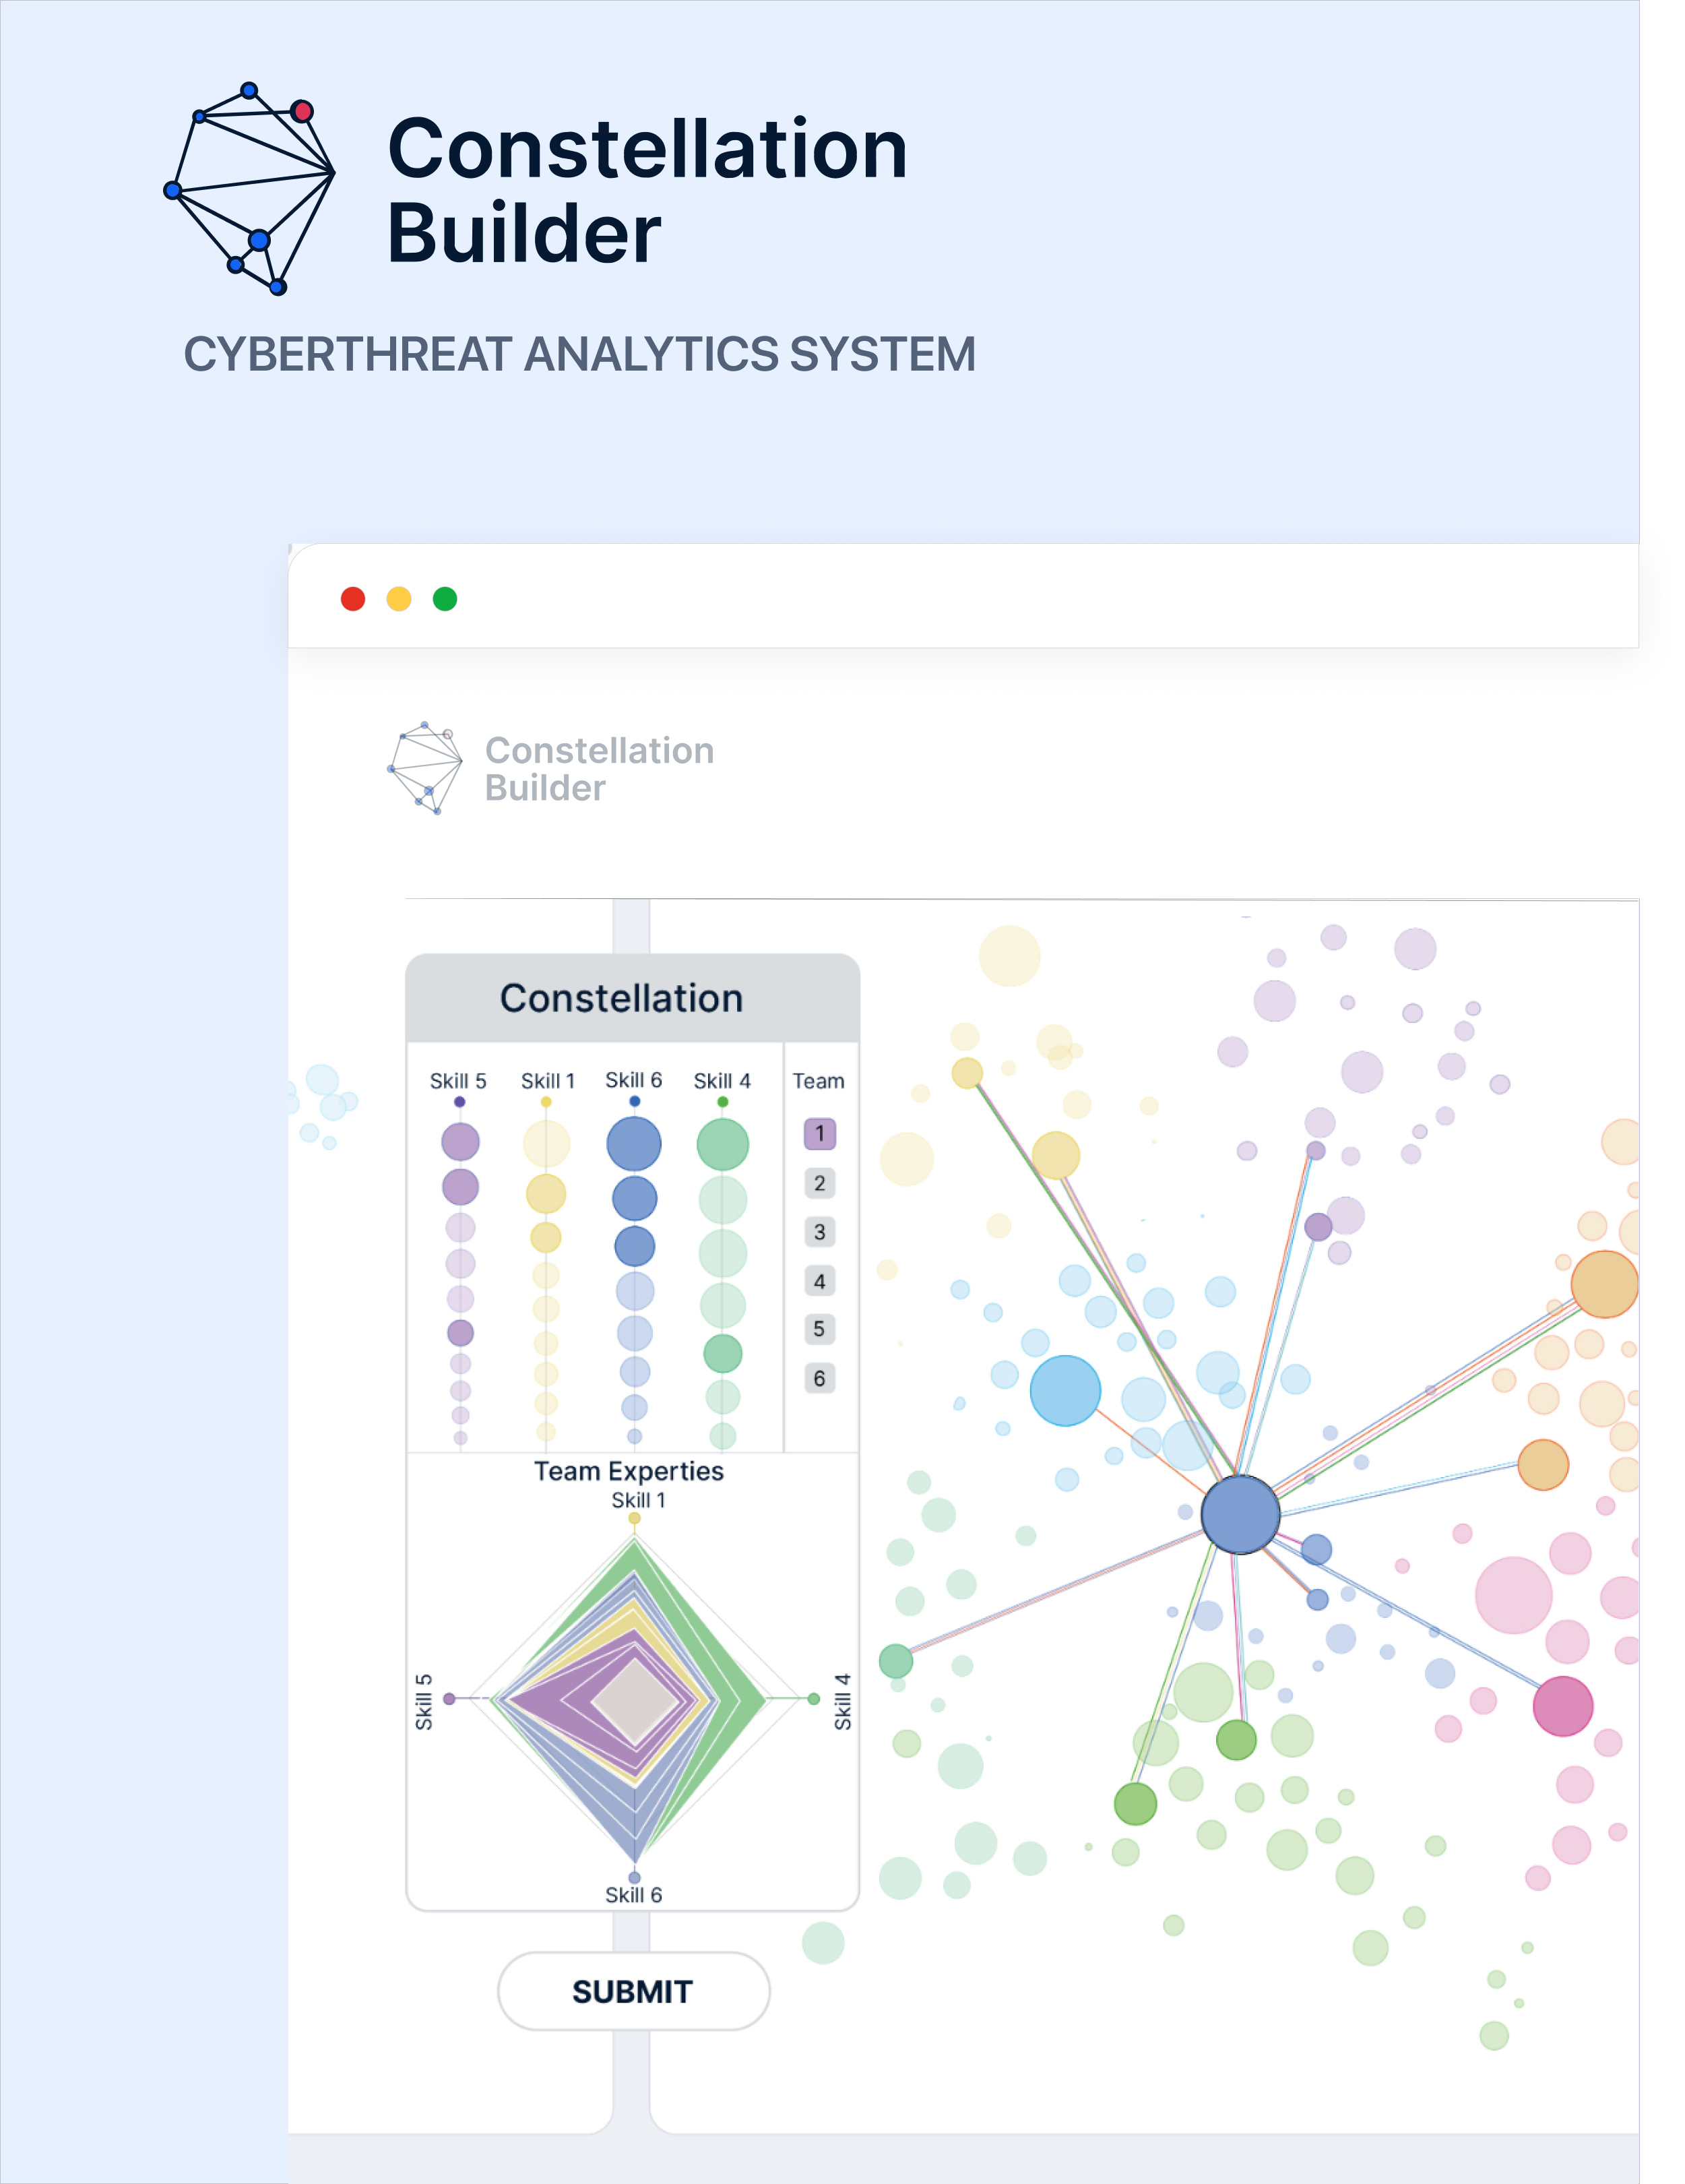 Constellation
Builder
CYBERTHREAT ANALYTICS SYSTEM
Constellation
Builder
Constellation
Skill 5 Skill 1 Skill 6 Skill 4 Team
1
2
3
4
5
6
Team Experties
Skill 1
Skill 5
Skill 4
Skill 6
SUBMIT